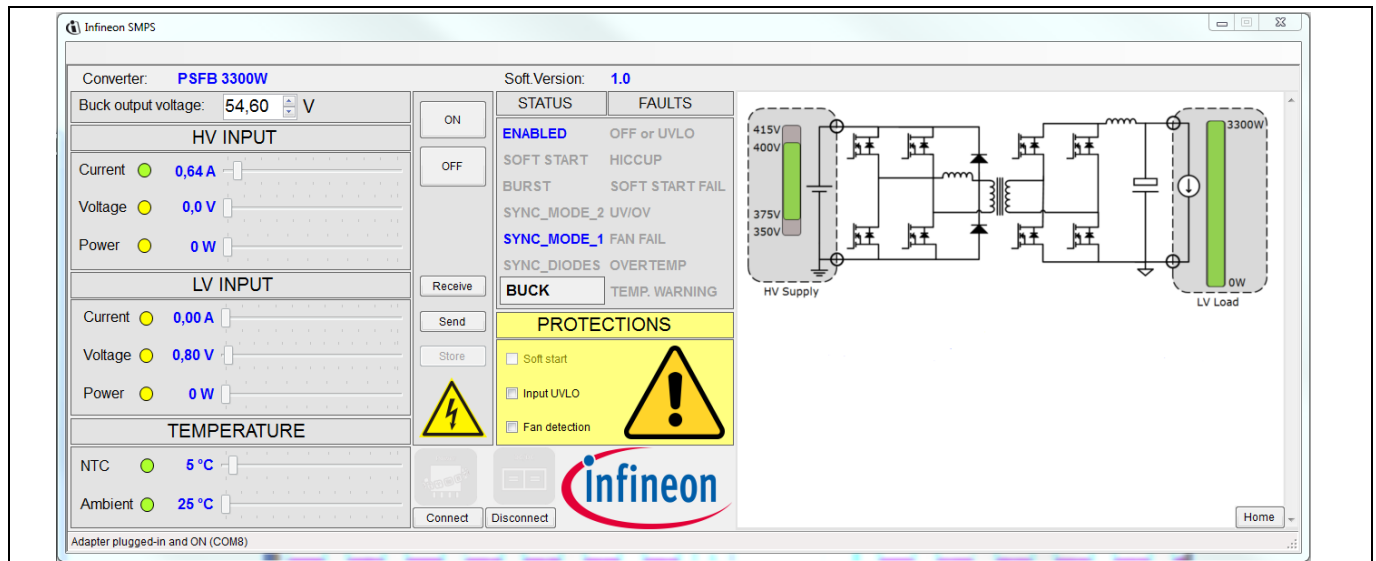 Infineon SMPS
Converter: PSFB 3300W Soft.Version: 1.0
Buck output voltage: 54,60 V
HV INPUT
Current 0,64 A
Voltage 0,0 V
Power 0 W
LV INPUT
Current 0,00 A
Voltage 0,80 V
Power 0 W
TEMPERATURE
NTC 5 °C
Ambient 25 °C
ON
OFF
Receive
Send
Store
Connect Disconnect
STATUS FAULTS
ENABLED OFF or UVLO
SOFT START HICCUP
BURST SOFT START FAIL
SYNC_MODE_2 UV/OV
SYNC_MODE_1 FAN FAIL
SYNC_DIODES OVERTEMP
BUCK TEMP. WARNING
PROTECTIONS
Soft start
Input UVLO
Fan detection
infineon
415V
400V
375V
350V
HV Supply
3300W
0W
LV Load
Home
Adapter plugged-in and ON (COM8)